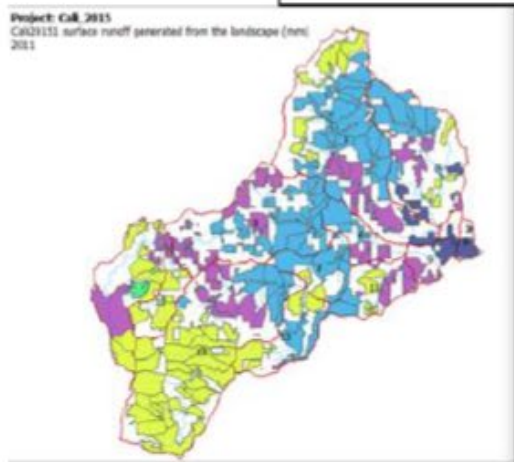 Project: Cali_2015
Cali20151 surface runoff generated from the landscape (mm)
2011